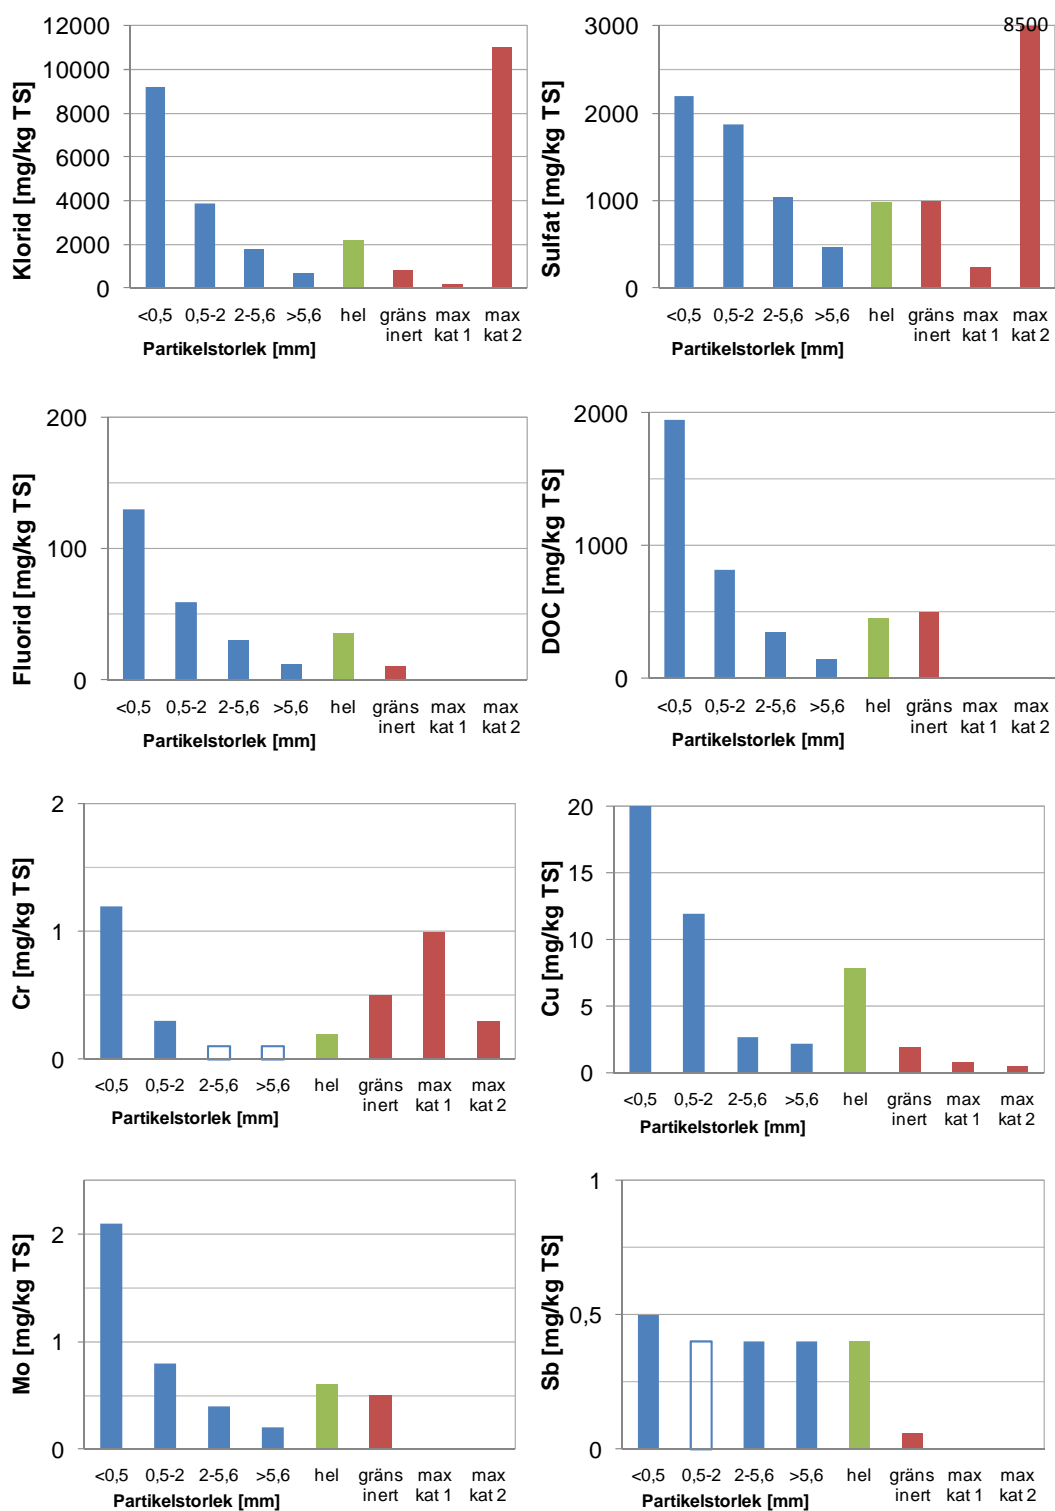 Klorid [mg/kg TS]
12000
10000
8000
6000
4000
2000
0
<0,5 0,5-2 2-5,6 >5,6 hel gräns max max
inert kat 1 kat 2
Partikelstorlek [mm]
Sulfat [mg/kg TS]
8500
3000
2000
1000
0
<0,5 0,5-2 2-5,6 >5,6 hel gräns max max
inert kat 1 kat 2
Partikelstorlek [mm]
Fluorid [mg/kg TS]
200
100
0
<0,5 0,5-2 2-5,6 >5,6 hel gräns max max
inert kat 1 kat 2
Partikelstorlek [mm]
DOC [mg/kg TS]
2000
1000
0
<0,5 0,5-2 2-5,6 >5,6 hel gräns max max
inert kat 1 kat 2
Partikelstorlek [mm]
Cr [mg/kg TS]
2
1
0
<0,5 0,5-2 2-5,6 >5,6 hel gräns max max
inert kat 1 kat 2
Partikelstorlek [mm]
Cu [mg/kg TS]
20
15
10
5
0
<0,5 0,5-2 2-5,6 >5,6 hel gräns max max
inert kat 1 kat 2
Partikelstorlek [mm]
Mo [mg/kg TS]
2
1
0
<0,5 0,5-2 2-5,6 >5,6 hel gräns max max
inert kat 1 kat 2
Partikelstorlek [mm]
Sb [mg/kg TS]
1
0,5
0
<0,5 0,5-2 2-5,6 >5,6 hel gräns max max
inert kat 1 kat 2
Partikelstorlek [mm]